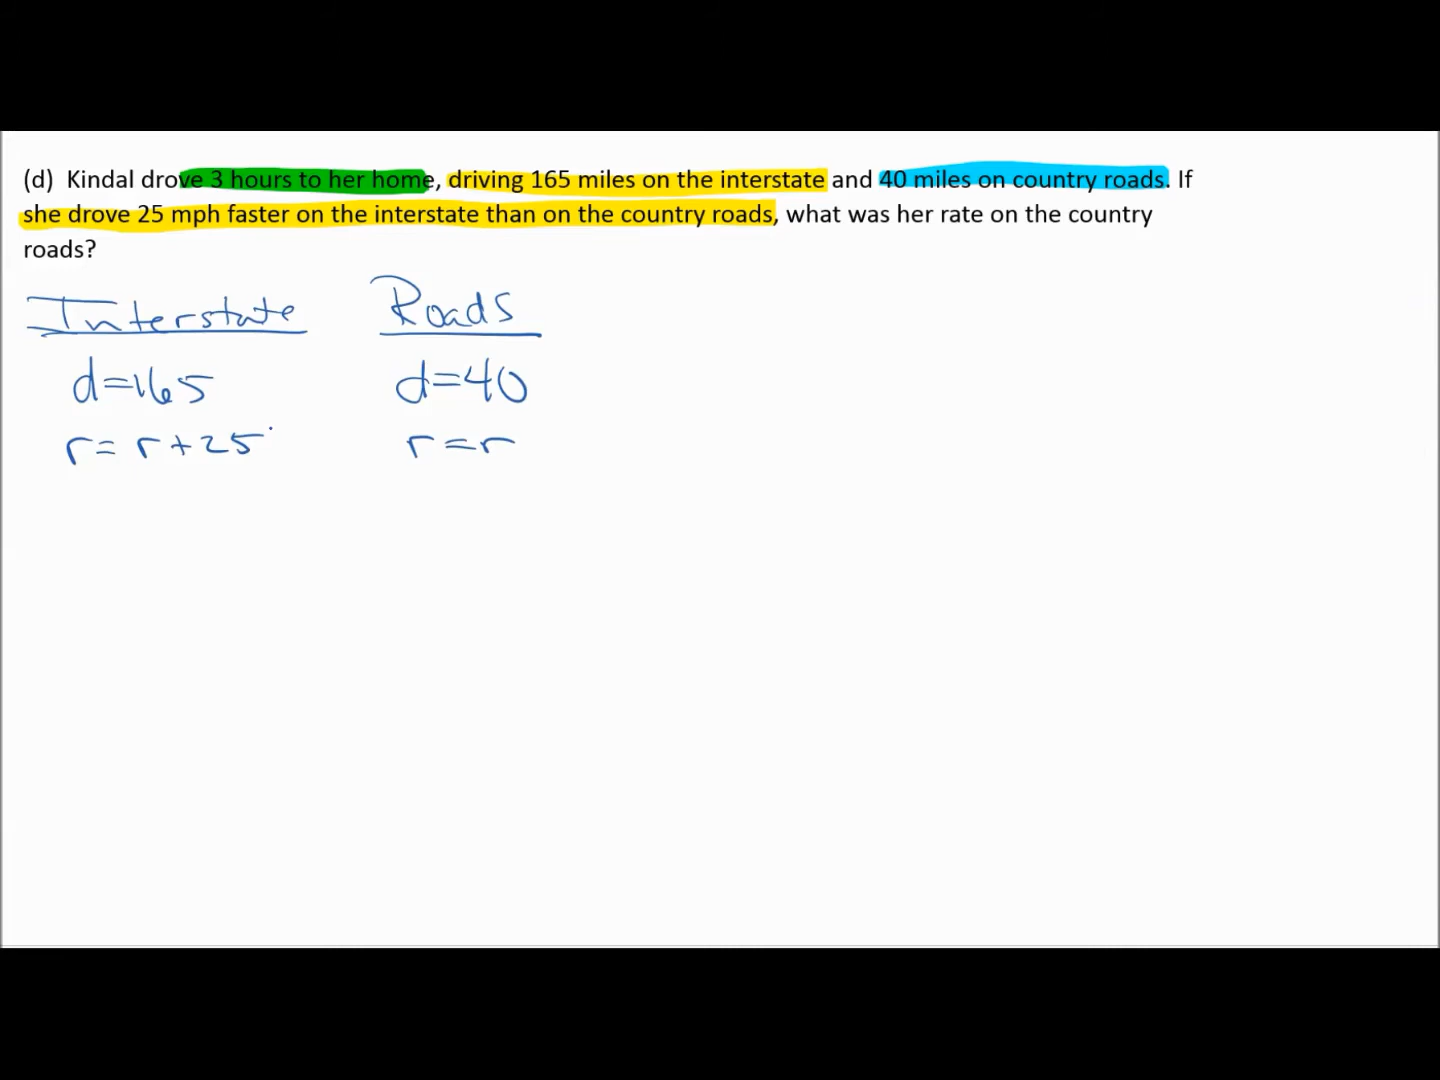 (d) Kindal drove 3 hours to her home, driving 165 miles on the interstate and 40 miles on country roads. If
she drove 25 mph faster on the interstate than on the country roads, what was her rate on the country
roads?
Interstate Roads
d=165 d=40
r= r+25 r=r